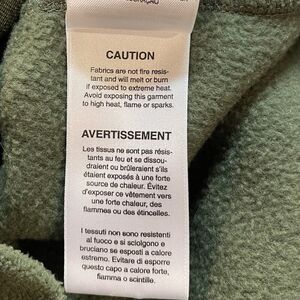 CAUTION
Fabrics are not fire resis-
tant and will melt or burn
if exposed to extreme heat.
Avoid exposing this garment
to high heat, flame or sparks.
AVERTISSEMENT
Les tissus ne sont pas résis-
tants au feu et se dissou-
draient ou brûleraient s'ils
étaient exposés à une forte
source de chaleur. Évitez
d'exposer ce vêtement vers
une forte chaleur, des
flammes ou des étincelles.
I tessuti non sono resistenti
al fuoco e si sciolgono e
bruciano se esposti a calore
estremo. Evitare di esporre
questo capo a calore forte,
fiamma o scintille.